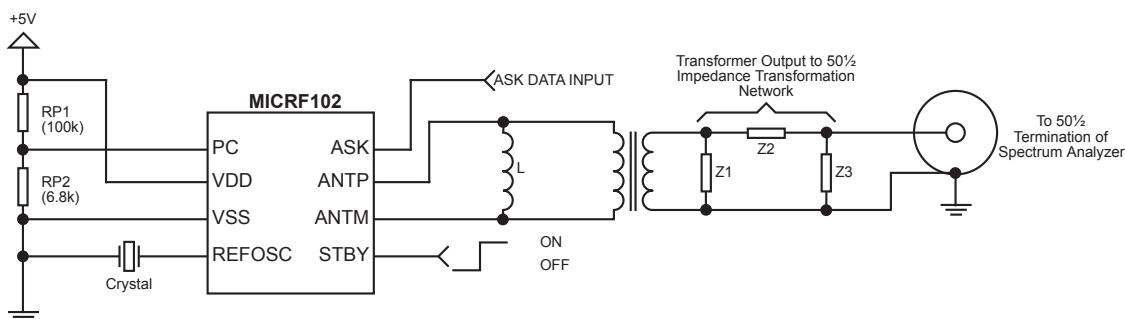 +5V
RP1
(100k)
RP2
(6.8k)
Crystal
MICRF102
PC
VDD
VSS
REFOSC
ASK
ANTP
ANTM
STBY
ASK DATA INPUT
L
ON
OFF
Transformer Output to 50½
Impedance Transformation
Network
Z1
Z2
Z3
To 50½
Termination of
Spectrum Analyzer